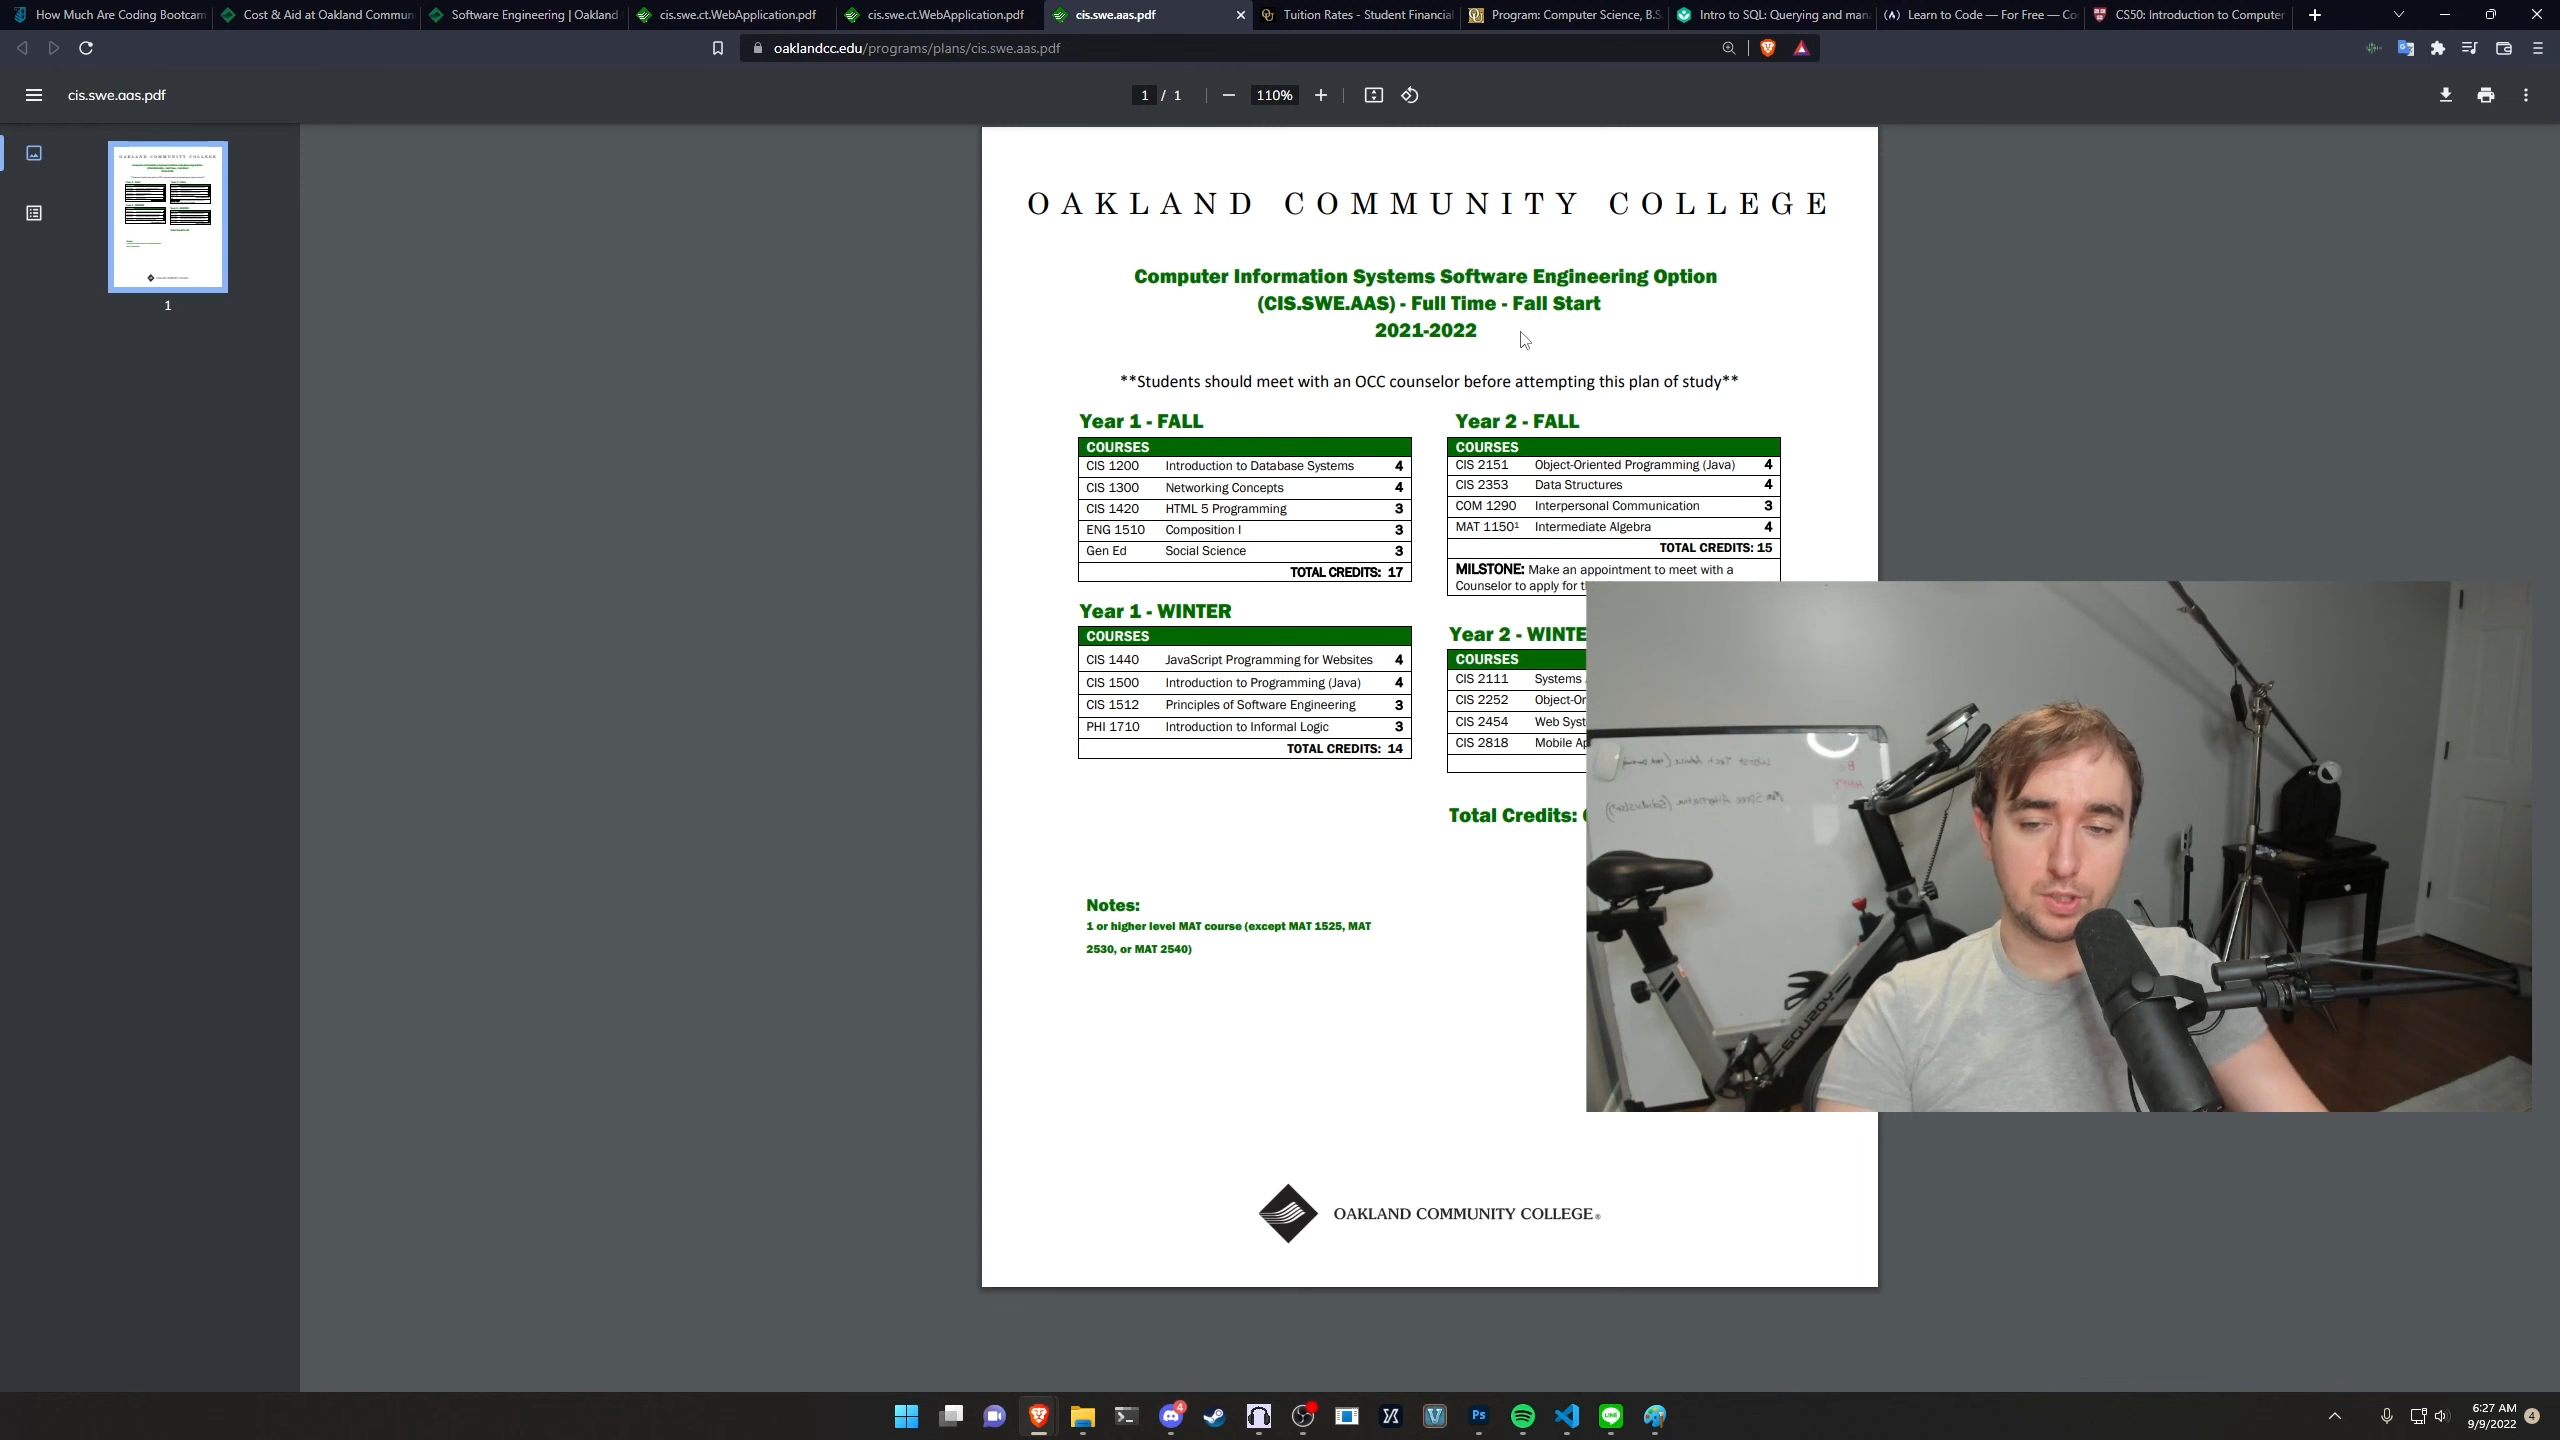 How Much Are Coding Bootcam
Cost & Aid at Oakland Commun
Software Engineering | Oakland
cis.swe.ct.WebApplication.pdf
cis.swe.ct.WebApplication.pdf
cis.swe.aas.pdf
Tuition Rates - Student Financial
Program: Computer Science, B.S.
Intro to SQL: Querying and man
(A) Learn to Code — For Free — Co
CS50: Introduction to Computer
oaklandcc.edu/programs/plans/cis.swe.aas.pdf
cis.swe.aas.pdf
1 / 1
110%
1
OAKLAND COMMUNITY COLLEGE
Computer Information Systems Software Engineering Option
(CIS.SWE.AAS) - Full Time - Fall Start
2021-2022
**Students should meet with an OCC counselor before attempting this plan of study**
Year 1 - FALL
COURSES
CIS 1200 Introduction to Database Systems 4
CIS 1300 Networking Concepts 4
CIS 1420 HTML 5 Programming 3
ENG 1510 Composition I 3
Gen Ed Social Science 3
TOTAL CREDITS: 17
Year 1 - WINTER
COURSES
CIS 1440 JavaScript Programming for Websites 4
CIS 1500 Introduction to Programming (Java) 4
CIS 1512 Principles of Software Engineering 3
PHI 1710 Introduction to Informal Logic 3
TOTAL CREDITS: 14
Year 2 - FALL
COURSES
CIS 2151 Object-Oriented Programming (Java) 4
CIS 2353 Data Structures 4
COM 1290 Interpersonal Communication 3
MAT 1150¹ Intermediate Algebra 4
TOTAL CREDITS: 15
MILSTONE: Make an appointment to meet with a
Counselor to apply for t
Year 2 - WINTE
COURSES
CIS 2111 Systems
CIS 2252 Object-Or
CIS 2454 Web Syst
CIS 2818 Mobile Ap
Total Credits:
Notes:
1 or higher level MAT course (except MAT 1525, MAT
2530, or MAT 2540)
OAKLAND COMMUNITY COLLEGE®
4
Ps
LINE
6:27 AM
9/9/2022
4